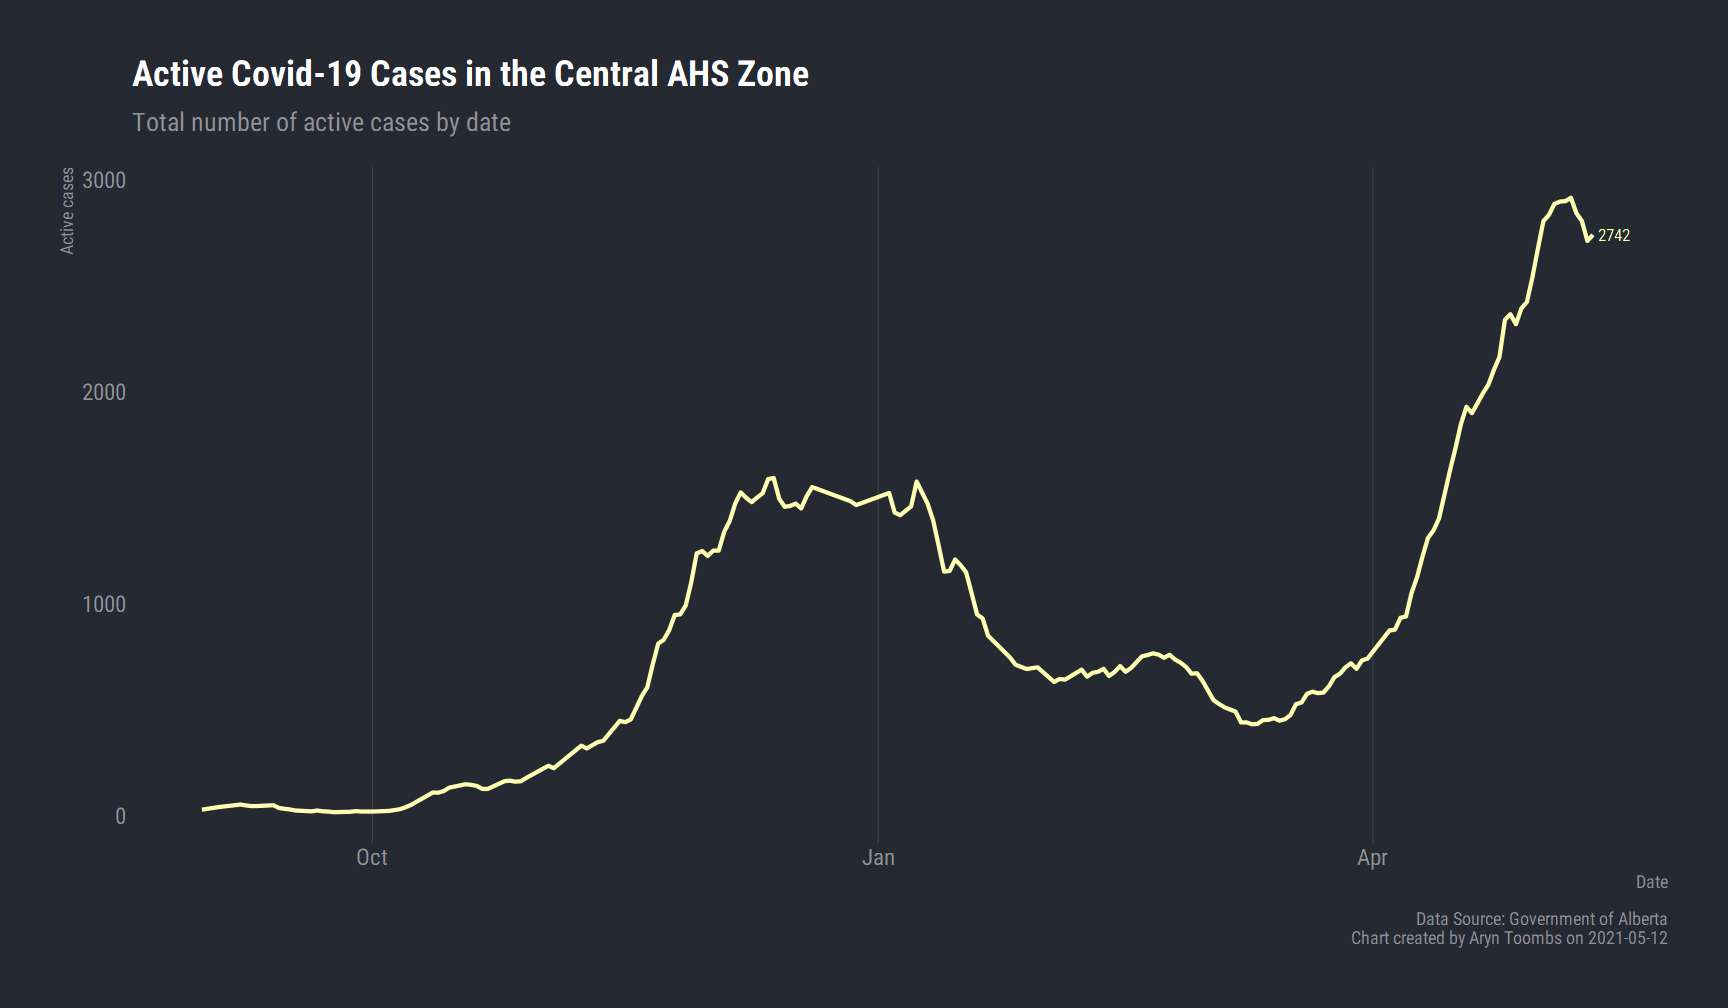 Active Covid-19 Cases in the Central AHS Zone
Total number of active cases by date
Active cases
3000
2000
1000
0
2742
Oct
Jan
Apr
Date
Data Source: Government of Alberta
Chart created by Aryn Toombs on 2021-05-12